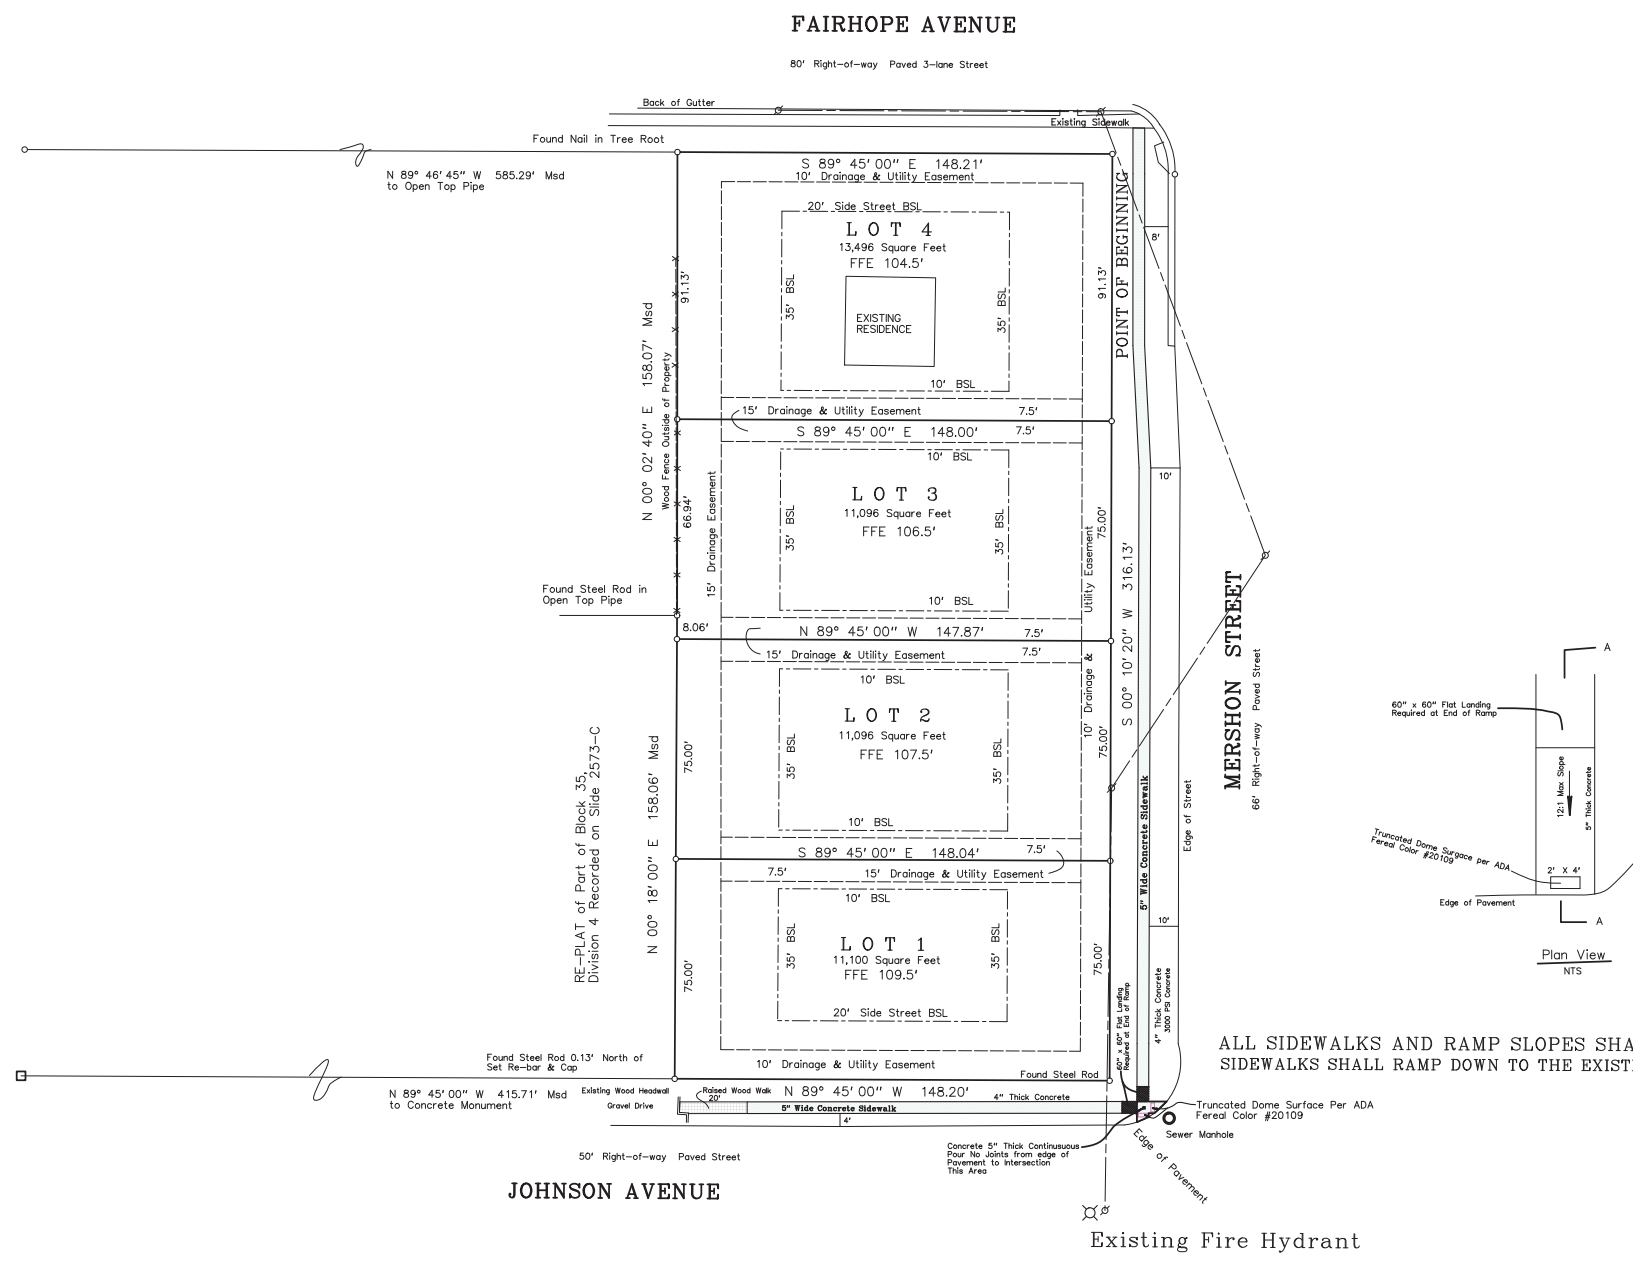 FAIRHOPE AVENUE
80' Right-of-way Paved 3-lane Street
Back of Gutter
Existing Sidewalk
Found Nail in Tree Root
N 89° 46' 45" W 585.29' Msd
to Open Top Pipe
S 89° 45' 00" E 148.21'
10' Drainage & Utility Easement
20' Side Street BSL
LOT 4
13,496 Square Feet
FFE 104.5'
EXISTING
RESIDENCE
35' BSL
35' BSL
10' BSL
91.13'
91.13'
POINT OF BEGINNING
8'
N 00° 02' 40" E 158.07' Msd
Wood Fence Outside of Property
15' Drainage & Utility Easement 7.5'
S 89° 45' 00" E 148.00' 7.5'
10' BSL
10'
LOT 3
11,096 Square Feet
FFE 106.5'
35' BSL
35' BSL
10' BSL
66.94'
15' Drainage Easement
75.00'
10' Drainage & Utility Easement
S 00° 10' 20" W 316.13'
MERSHON STREET
66' Right-of-way Paved Street
Found Steel Rod in
Open Top Pipe
8.06'
N 89° 45' 00" W 147.87' 7.5'
15' Drainage & Utility Easement 7.5'
10' BSL
LOT 2
11,096 Square Feet
FFE 107.5'
35' BSL
35' BSL
10' BSL
75.00'
75.00'
N 00° 18' 00" E 158.06' Msd
RE-PLAT of Part of Block 35,
Division 4 Recorded on Slide 2573-C
5" Wide Concrete Sidewalk
Edge of Street
S 89° 45' 00" E 148.04' 7.5'
7.5' 15' Drainage & Utility Easement
10' BSL
10'
LOT 1
11,100 Square Feet
FFE 109.5'
35' BSL
35' BSL
20' Side Street BSL
75.00'
75.00'
4" Thick Concrete
3000 PSI Concrete
60" x 60" Flat Landing
Required at End of Ramp
10' Drainage & Utility Easement
Found Steel Rod
Found Steel Rod 0.13' North of
Set Re-bar & Cap
N 89° 45' 00" W 415.71' Msd
to Concrete Monument
Existing Wood Headwall
Gravel Drive
Raised Wood Walk
20'
N 89° 45' 00" W 148.20'
4" Thick Concrete
5" Wide Concrete Sidewalk
4'
Truncated Dome Surface Per ADA
Fereal Color #20109
Sewer Manhole
Edge of Pavement
Concrete 5" Thick Continusuous
Pour No Joints from edge of
Pavement to Intersection
This Area
50' Right-of-way Paved Street
JOHNSON AVENUE
Existing Fire Hydrant
A
60" x 60" Flat Landing
Required at End of Ramp
12:1 Max Slope
5" Thick Concrete
Truncated Dome Surgace per ADA
Fereal Color #20109
2' X 4'
Edge of Pavement
A
Plan View
NTS
ALL SIDEWALKS AND RAMP SLOPES SHA
SIDEWALKS SHALL RAMP DOWN TO THE EXIST